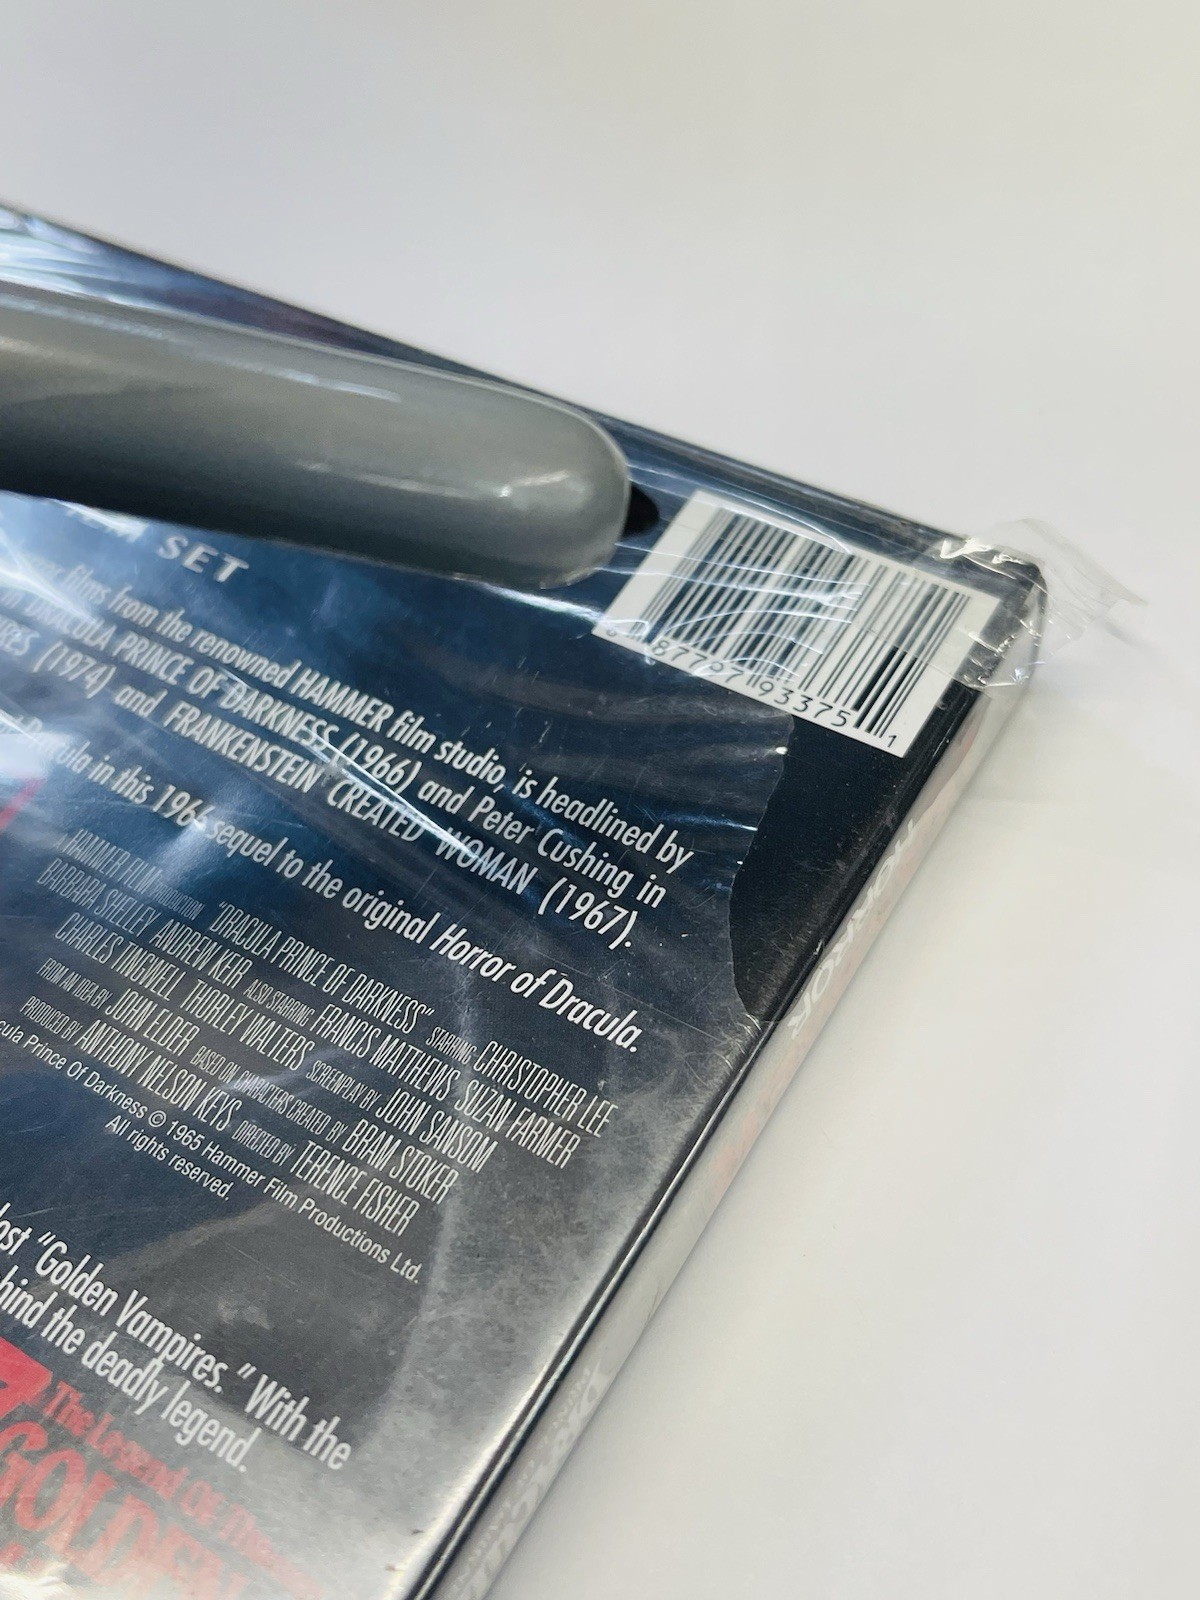 SET
films from the renowned HAMMER film studio, is headlined by
DRACULA PRINCE OF DARKNESS (1966) and Peter Cushing in
(1974) and FRANKENSTEIN CREATED WOMAN (1967).
Dracula in this 1966 sequel to the original Horror of Dracula.
HAMMER FILM PRODUCTION "DRACULA PRINCE OF DARKNESS" STARRING CHRISTOPHER LEE
BARBARA SHELLEY ANDREW KEIR ALSO STARRING FRANCIS MATTHEWS SUZAN FARMER
CHARLES TINGWELL THORLEY WALTERS SCREENPLAY BY JOHN SANSOM
FROM AN IDEA BY JOHN ELDER BASED ON CHARACTERS CREATED BY BRAM STOKER
PRODUCED BY ANTHONY NELSON KEYS DIRECTED BY TERENCE FISHER
cula Prince Of Darkness © 1965 Hammer Film Productions Ltd.
All rights reserved.
"Golden Vampires." With the
hind the deadly legend.
7
The Legend Of The
GOLDEN
87797 93375 1
HORROR
DRACULA